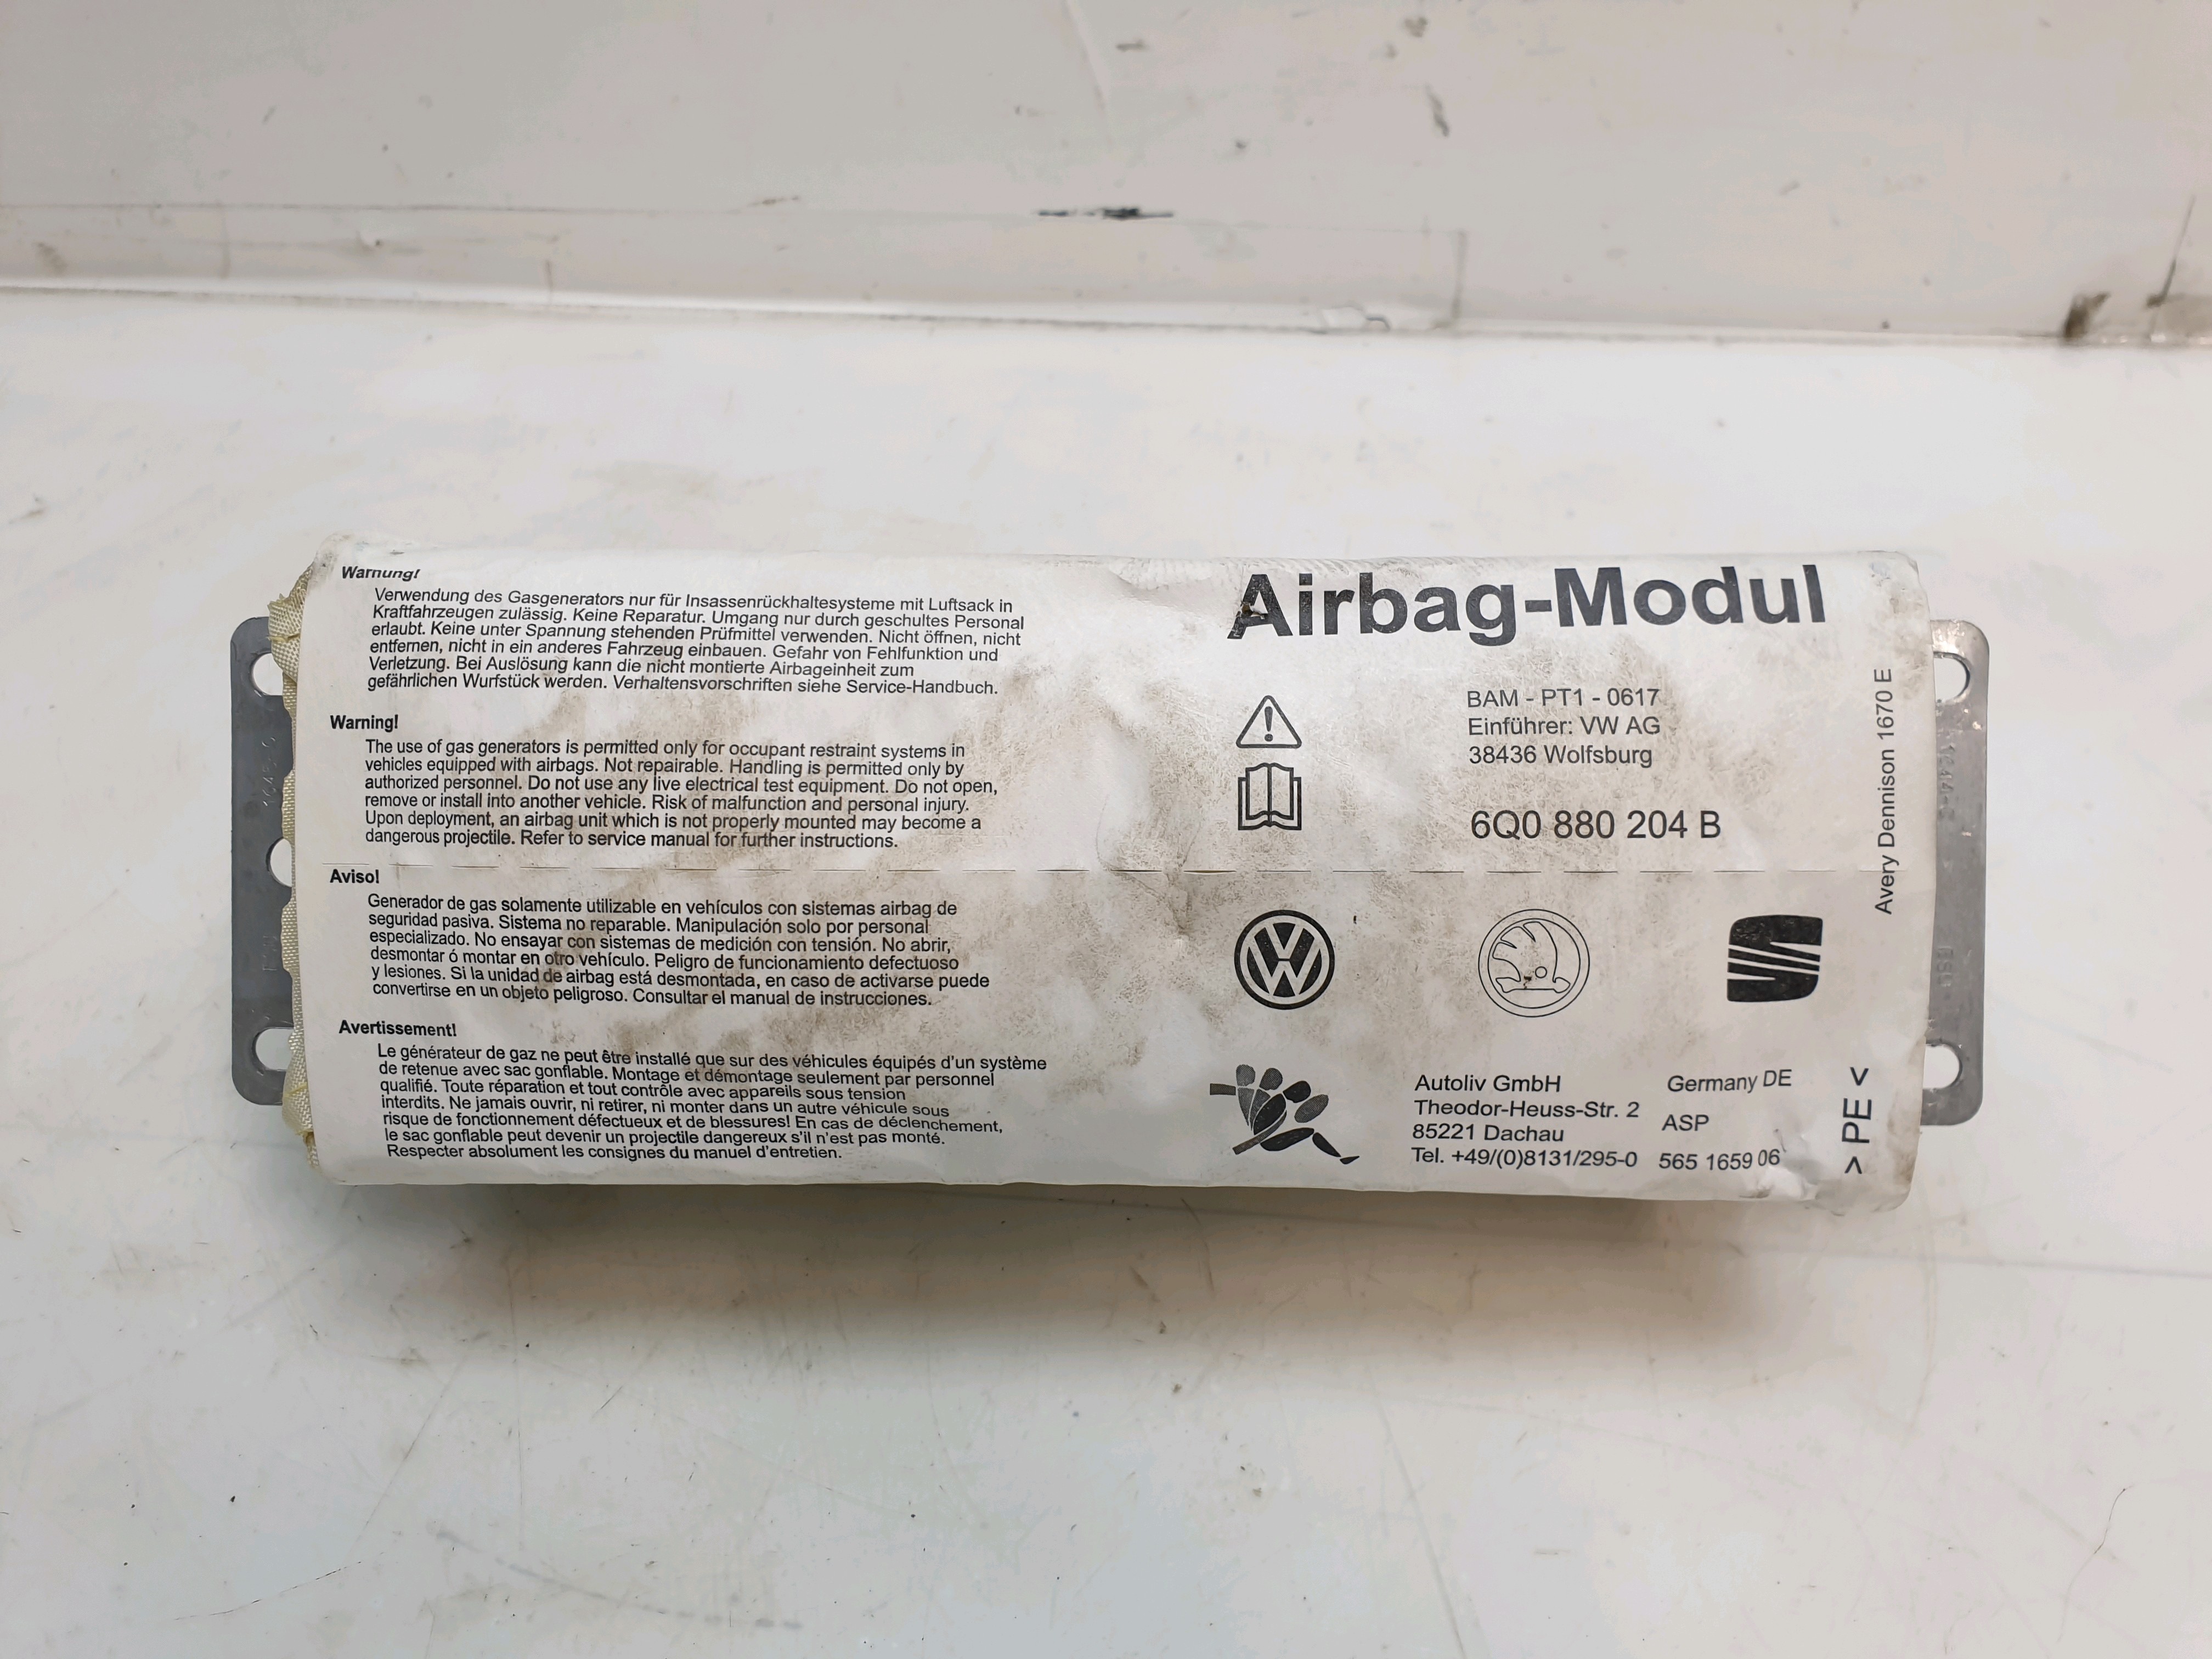 Warnung!
Verwendung des Gasgenerators nur für Insassenrückhaltesysteme mit Luftsack in
Kraftfahrzeugen zulässig. Keine Reparatur. Umgang nur durch geschultes Personal
erlaubt. Keine unter Spannung stehenden Prüfmittel verwenden. Nicht öffnen, nicht
entfernen, nicht in ein anderes Fahrzeug einbauen. Gefahr von Fehlfunktion und
Verletzung. Bei Auslösung kann die nicht montierte Airbageinheit zum
gefährlichen Wurfstück werden. Verhaltensvorschriften siehe Service-Handbuch.
Warning!
The use of gas generators is permitted only for occupant restraint systems in
vehicles equipped with airbags. Not repairable. Handling is permitted only by
authorized personnel. Do not use any live electrical test equipment. Do not open,
remove or install into another vehicle. Risk of malfunction and personal injury.
Upon deployment, an airbag unit which is not properly mounted may become a
dangerous projectile. Refer to service manual for further instructions.
Aviso!
Generador de gas solamente utilizable en vehículos con sistemas airbag de
seguridad pasiva. Sistema no reparable. Manipulación solo por personal
especializado. No ensayar con sistemas de medición con tensión. No abrir,
desmontar ó montar en otro vehículo. Peligro de funcionamiento defectuoso
y lesiones. Si la unidad de airbag está desmontada, en caso de activarse puede
convertirse en un objeto peligroso. Consultar el manual de instrucciones.
Avertissement!
Le générateur de gaz ne peut être installé que sur des véhicules équipés d'un système
de retenue avec sac gonflable. Montage et démontage seulement par personnel
qualifié. Toute réparation et tout contrôle avec appareils sous tension
interdits. Ne jamais ouvrir, ni retirer, ni monter dans un autre véhicule sous
risque de fonctionnement défectueux et de blessures! En cas de déclenchement,
le sac gonflable peut devenir un projectile dangereux s'il n'est pas monté.
Respecter absolument les consignes du manuel d'entretien.
Airbag-Modul
BAM - PT1 - 0617
Einführer: VW AG
38436 Wolfsburg
6Q0 880 204 B
Avery Dennison 1670 E
Autoliv GmbH
Theodor-Heuss-Str. 2
85221 Dachau
Tel. +49/(0)8131/295-0
Germany DE
ASP
565 1659 06
> PE <